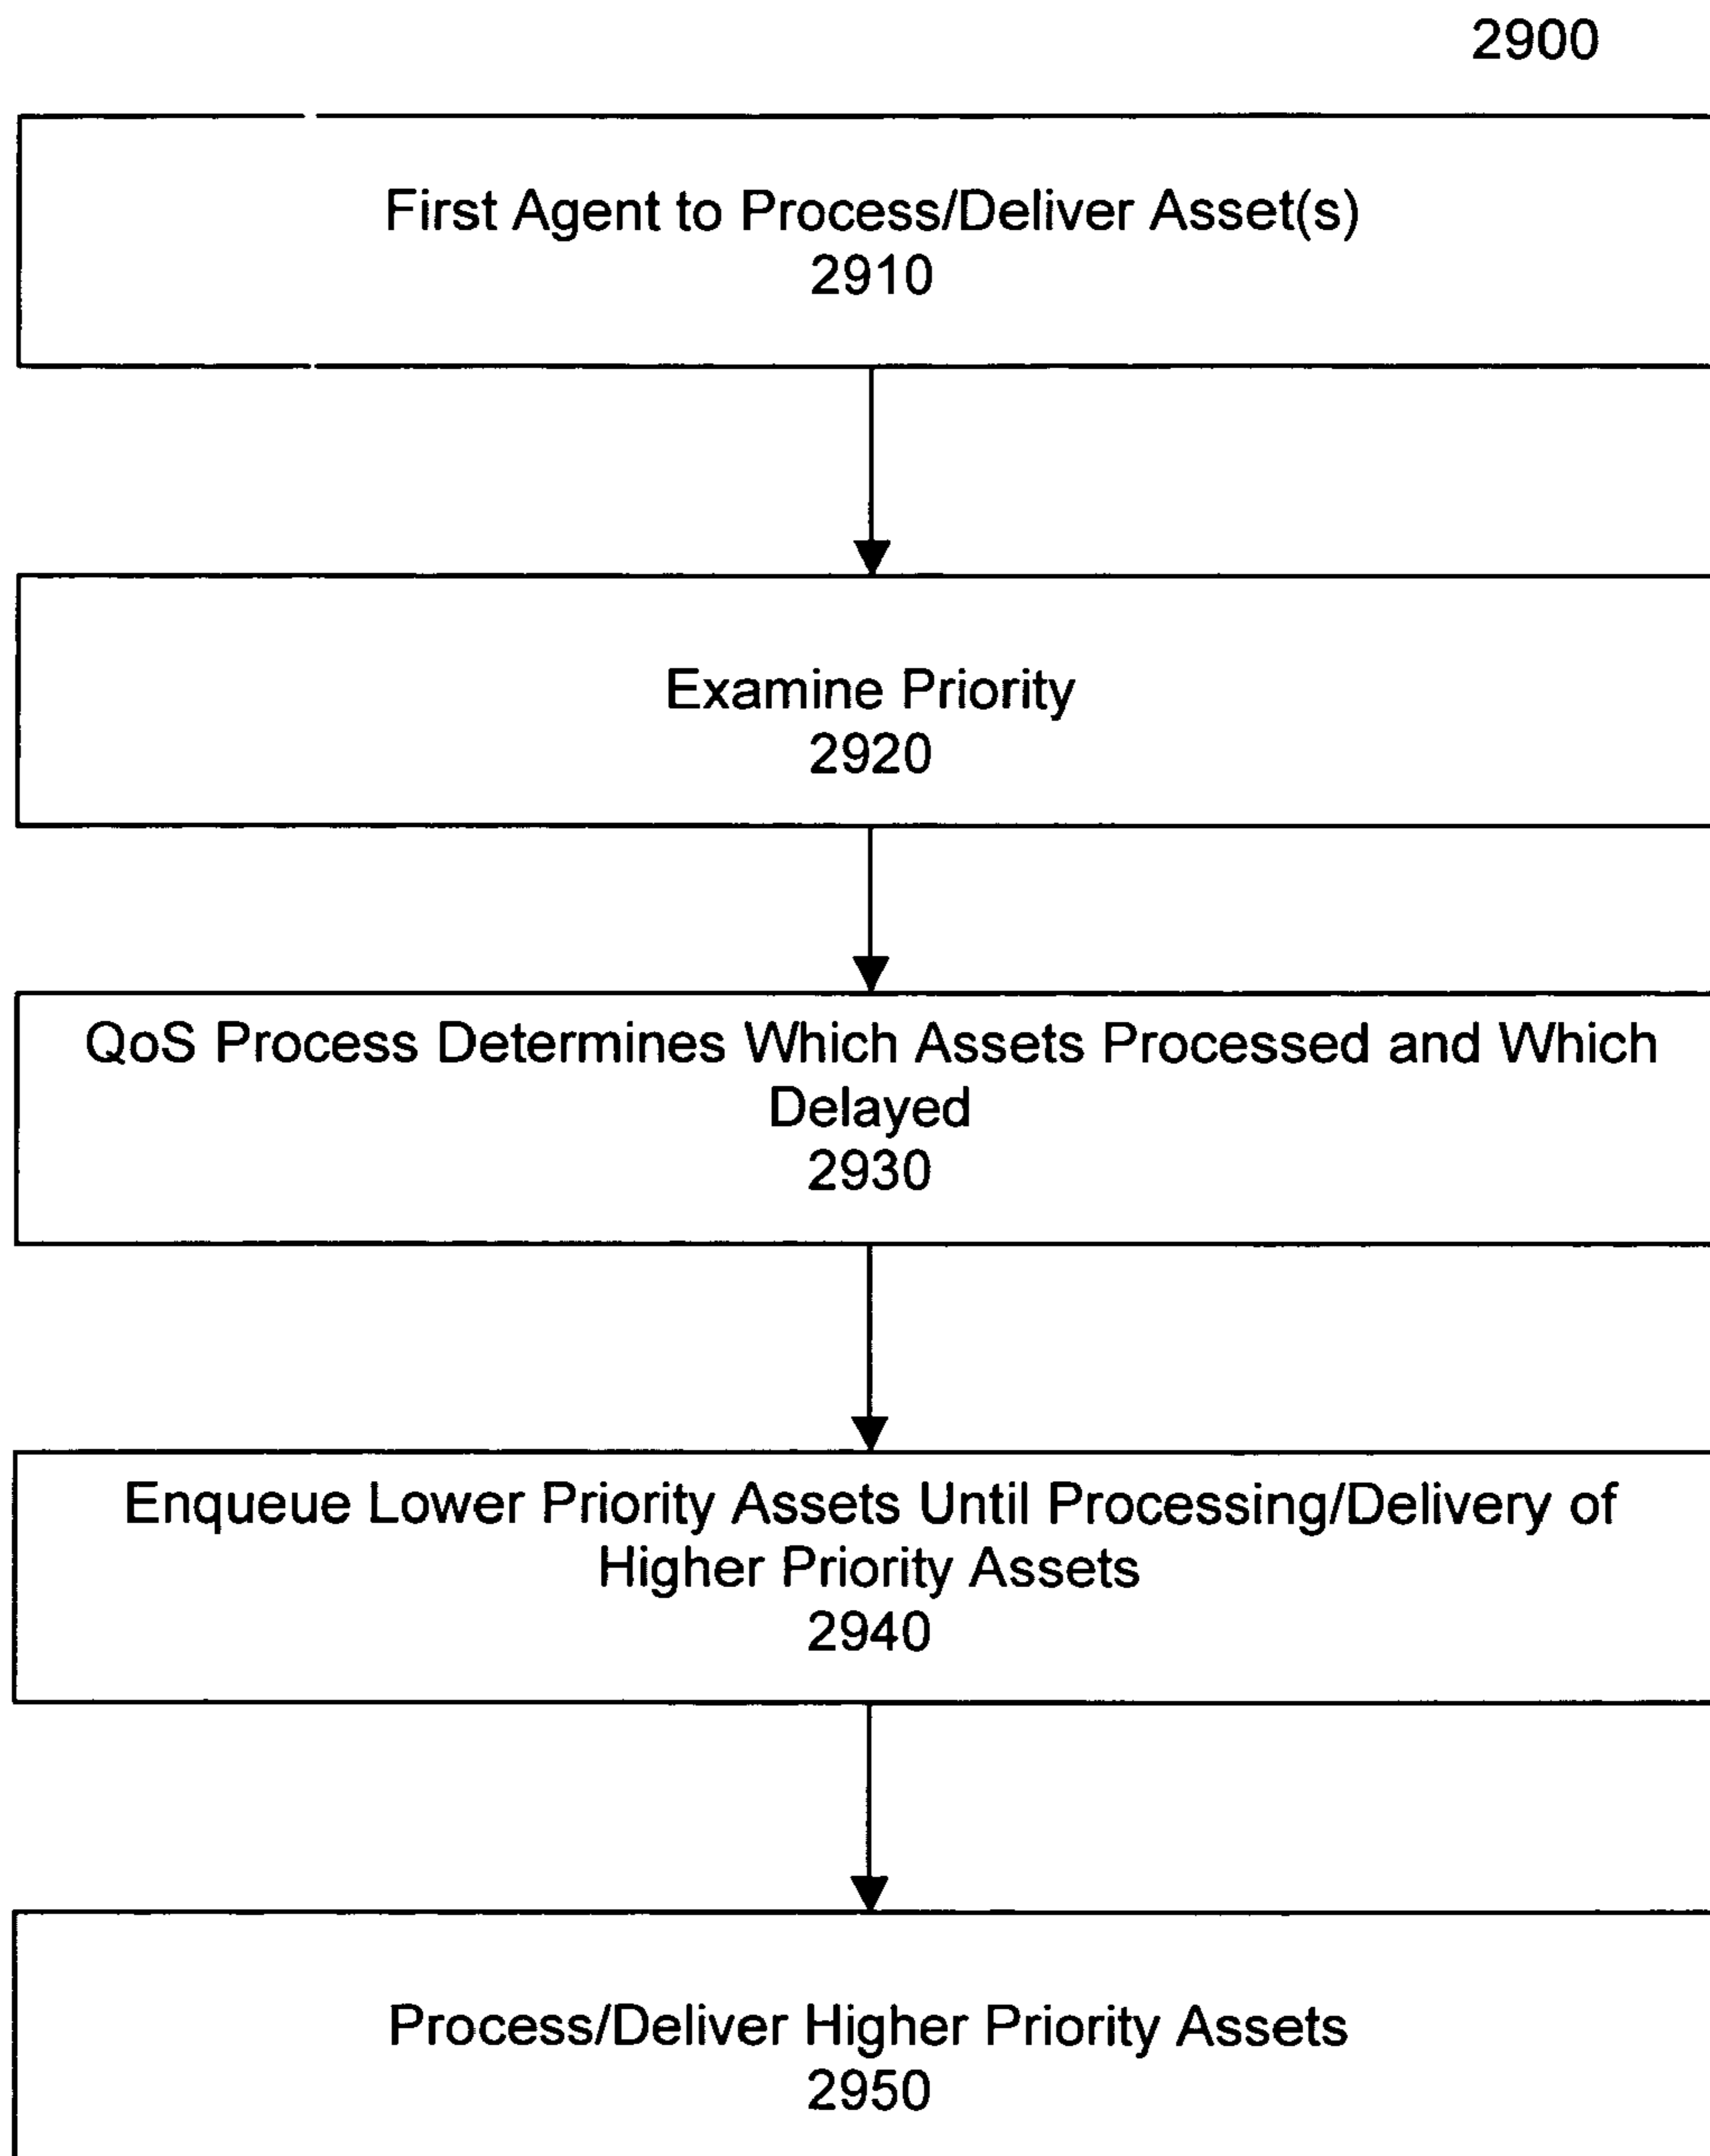 2900
First Agent to Process/Deliver Asset(s)
2910
Examine Priority
2920
QoS Process Determines Which Assets Processed and Which
Delayed
2930
Enqueue Lower Priority Assets Until Processing/Delivery of
Higher Priority Assets
2940
Process/Deliver Higher Priority Assets
2950